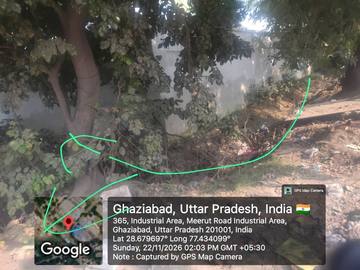 GPS Map Camera
Ghaziabad, Uttar Pradesh, India 🇮🇳
365, Industrial Area, Meerut Road Industrial Area,
Ghaziabad, Uttar Pradesh 201001, India
Lat 28.679697° Long 77.434099°
Sunday, 22/11/2026 02:03 PM GMT +05:30
Note : Captured by GPS Map Camera
Google